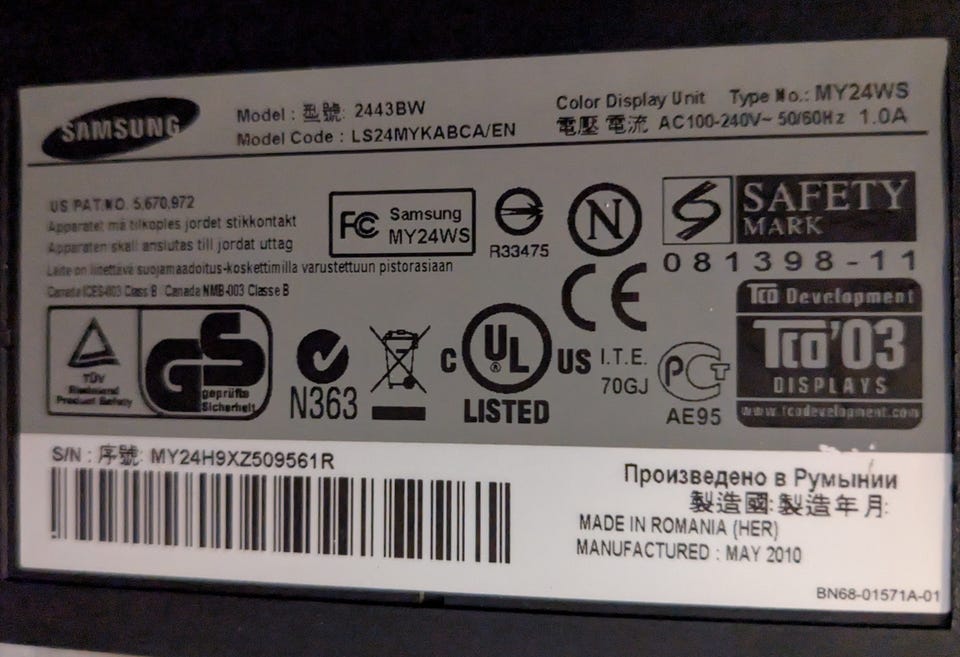 SAMSUNG
Model : 型號: 2443BW
Model Code : LS24MYKABCA/EN
Color Display Unit Type No.: MY24WS
電壓 電流 AC100-240V~ 50/60Hz 1.0A
US PAT.NO. 5,670,972
Apparatet må tilkoples jordet stikkontakt
Apparaten skall anslutas till jordat uttag
Laite on liitettävä suojamaadoitus-koskettimilla varustettuun pistorasiaan
Canada ICES-003 Class B / Canada NMB-003 Classe B
FC Samsung
MY24WS
R33475
N
S SAFETY
MARK
081398-11
CE
TÜV
Rheinland
Product Safety
GS
geprüfte
Sicherheit
N363
C UL ® US
LISTED
I.T.E.
70GJ
PCT
AE95
TCO Development
TCO'03
DISPLAYS
www.tcodevelopment.com
S/N : 序號: MY24H9XZ509561R
Произведено в Румынии
製造國: 製造年月:
MADE IN ROMANIA (HER)
MANUFACTURED : MAY 2010
BN68-01571A-01